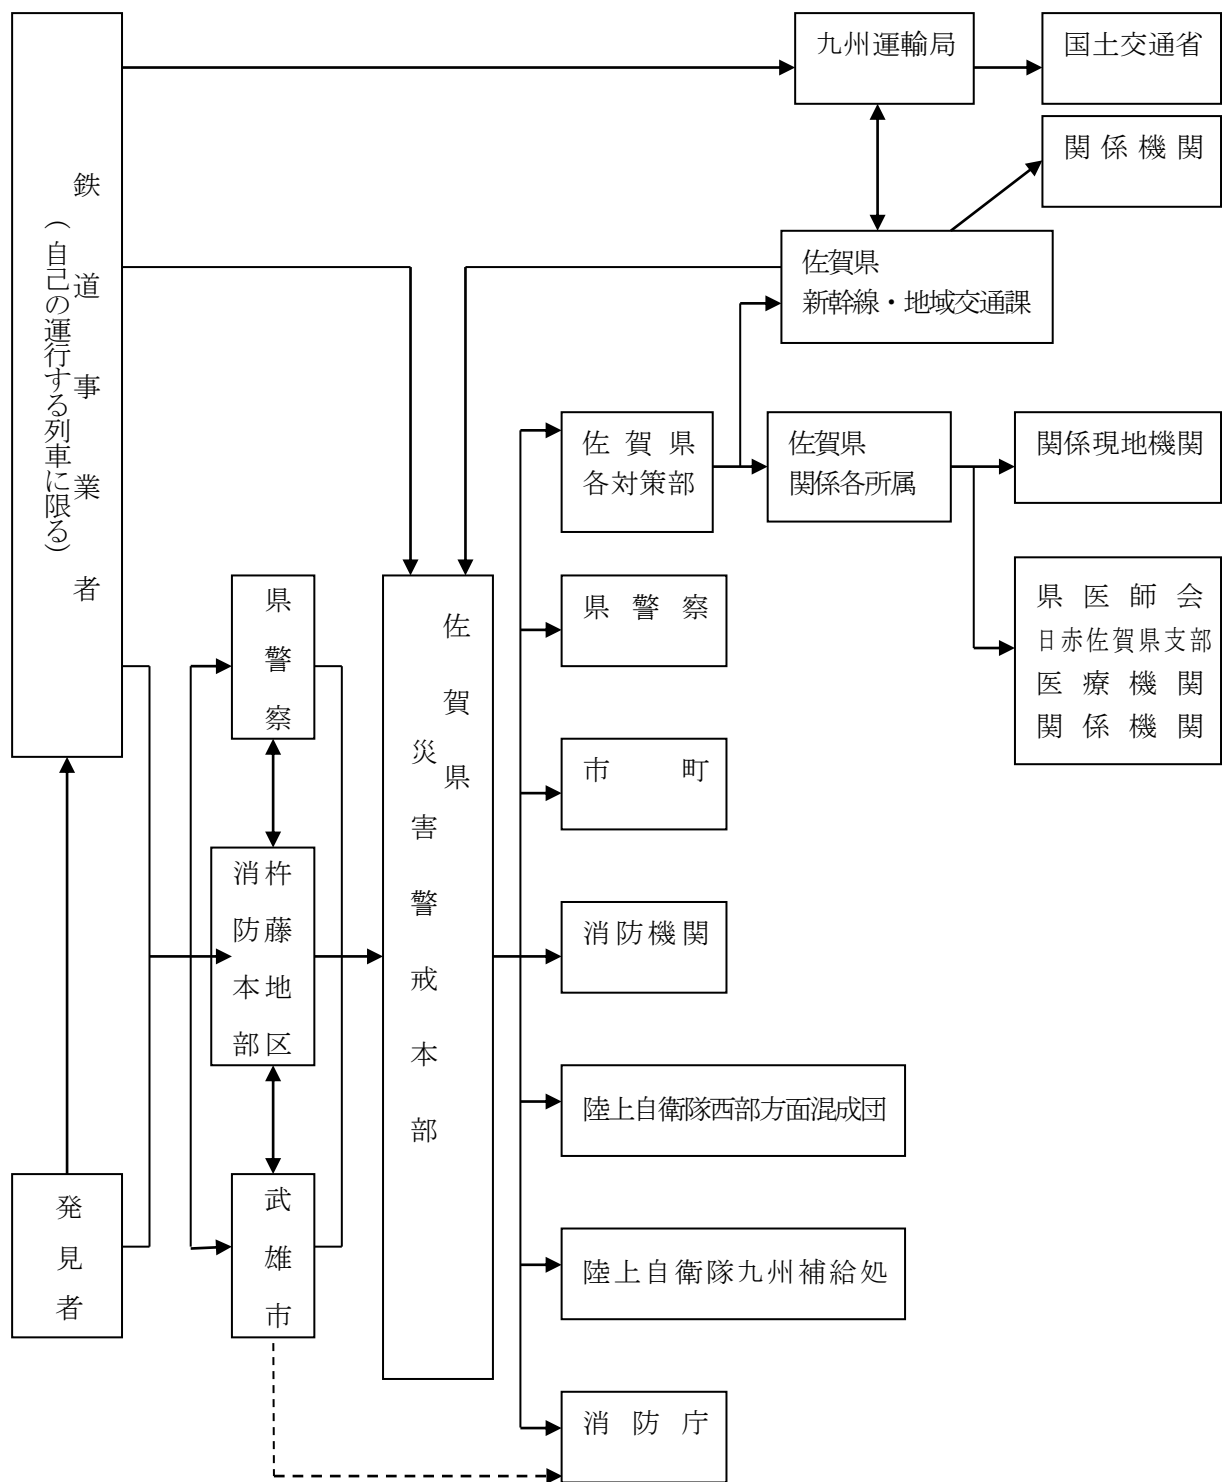 鉄道事業者
（自己の運行する列車に限る）
九州運輸局
国土交通省
関係機関
佐賀県
新幹線・地域交通課
佐賀県
各対策部
佐賀県
関係各所属
関係現地機関
県医師会
日赤佐賀県支部
医療機関
関係機関
県警察
杵藤地区
消防本部
武雄市
発見者
佐賀県
災害警戒本部
県警察
市町
消防機関
陸上自衛隊西部方面混成団
陸上自衛隊九州補給処
消防庁